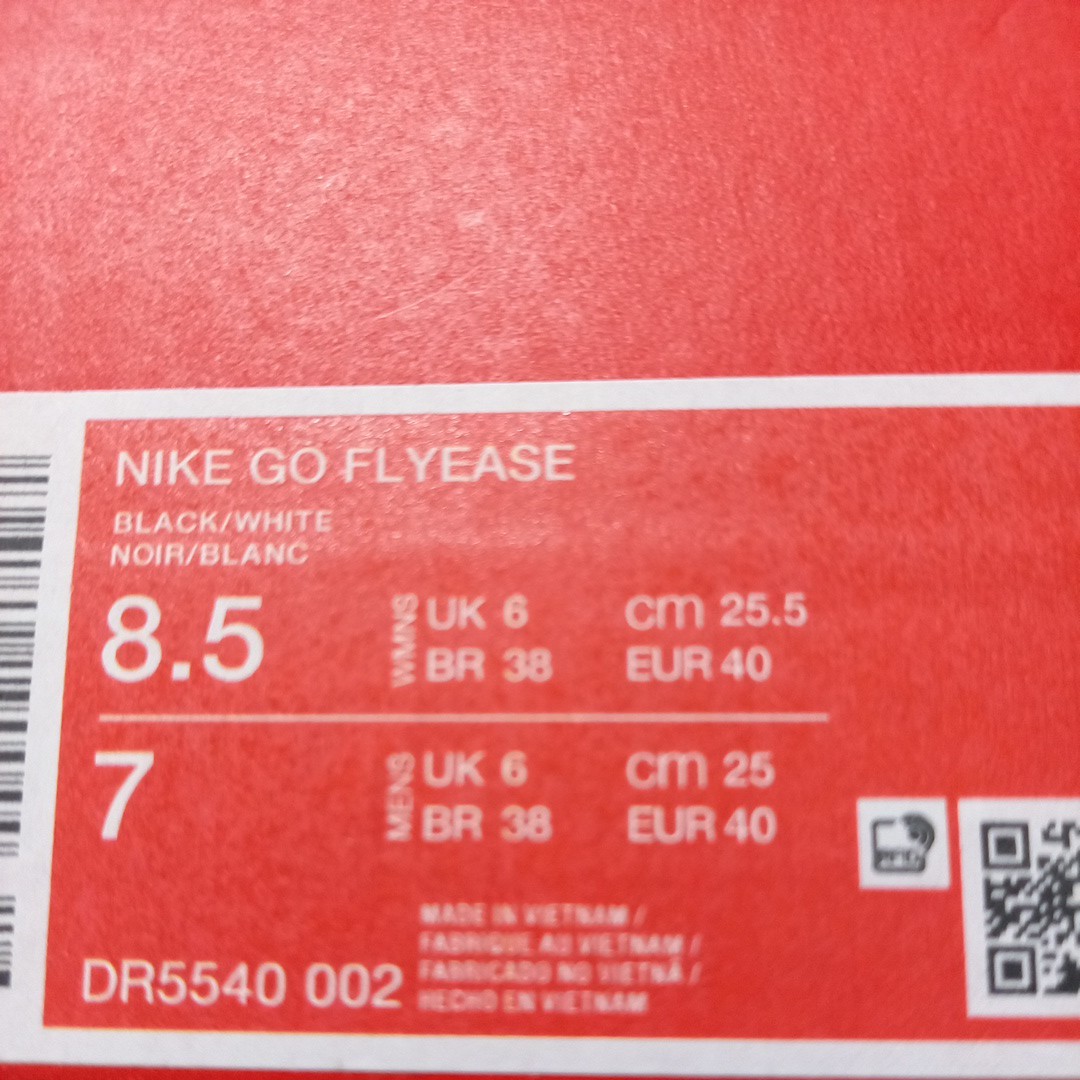 NIKE GO FLYEASE
BLACK/WHITE
NOIR/BLANC
8.5 WMNS UK 6 cm 25.5
BR 38 EUR 40
7 MENS UK 6 cm 25
BR 38 EUR 40
DR5540 002
MADE IN VIETNAM /
FABRIQUE AU VIETNAM /
FABRICADO NO VIETNÃ /
HECHO EN VIETNAM
RFID